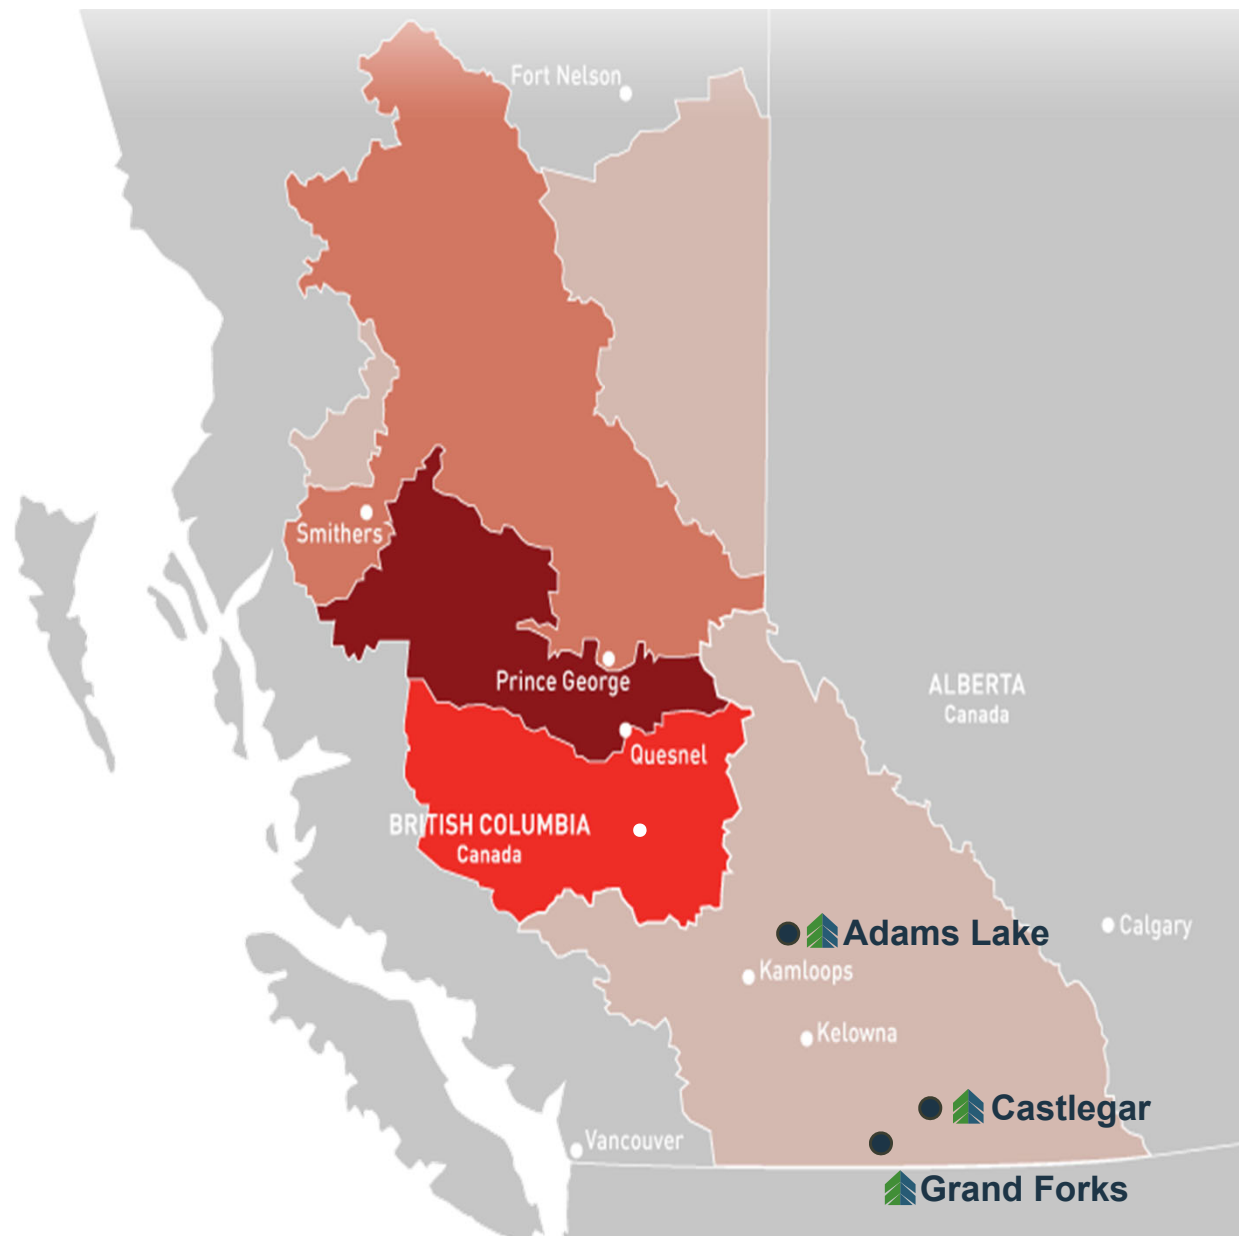 Fort Nelson
Smithers
Prince George
Quesnel
ALBERTA
Canada
BRITISH COLUMBIA
Canada
Adams Lake
Calgary
Kamloops
Kelowna
Castlegar
Vancouver
Grand Forks